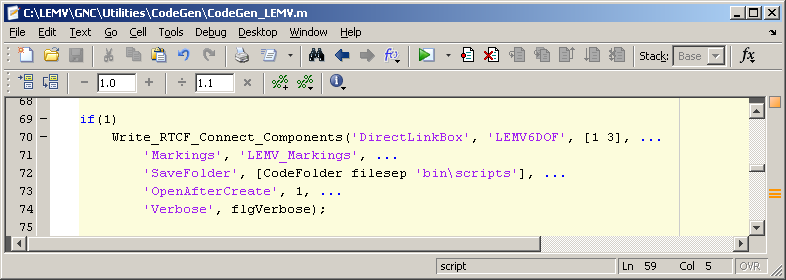 C:\LEMV\GNC\Utilities\CodeGen\CodeGen_LEMV.m
File Edit Text Go Cell Tools Debug Desktop Window Help
Stack: Base fx
− 1.0 + ÷ 1.1 ×
68
69 − if(1)
70 − Write_RTCF_Connect_Components('DirectLinkBox', 'LEMV6DOF', [1 3], ...
71 'Markings', 'LEMV_Markings', ...
72 'SaveFolder', [CodeFolder filesep 'bin\scripts'], ...
73 'OpenAfterCreate', 1, ...
74 'Verbose', flgVerbose);
75
script Ln 59 Col 5 OVR